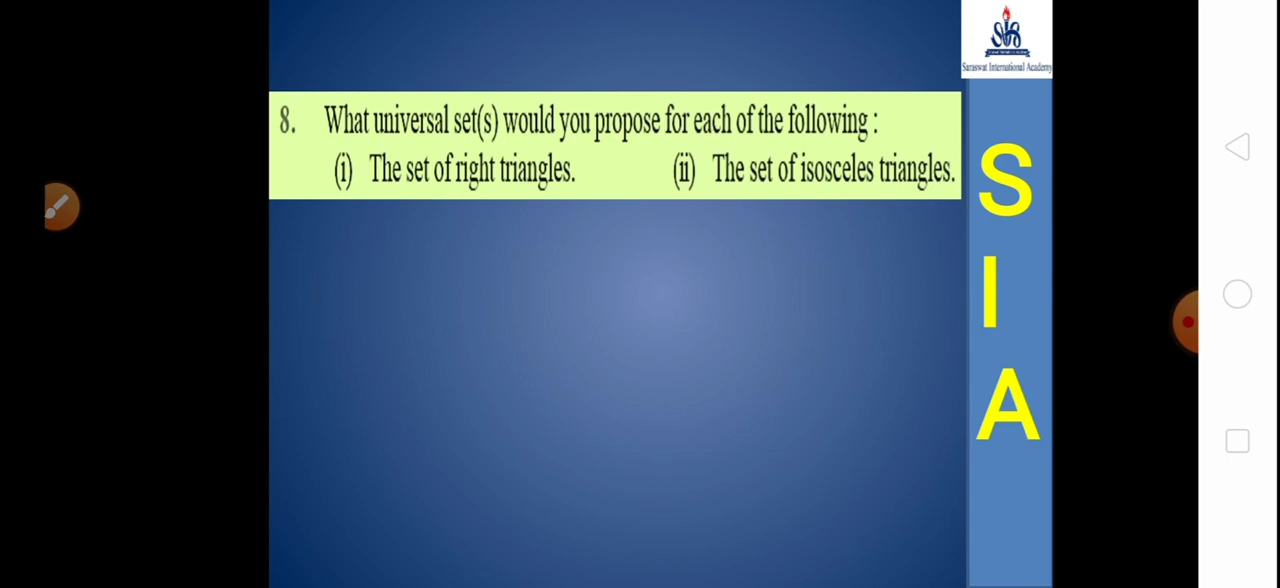 Saraswat International Academy
8. What universal set(s) would you propose for each of the following :
(i) The set of right triangles. (ii) The set of isosceles triangles.
S
I
A